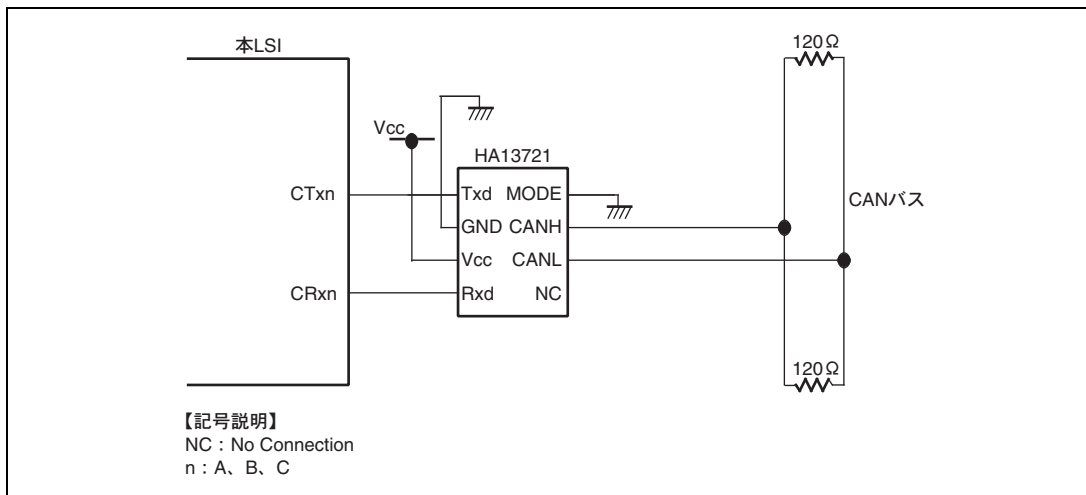 本LSI
120Ω
Vcc
HA13721
CTxn
Txd MODE
CANバス
GND CANH
Vcc CANL
CRxn
Rxd NC
120Ω
【記号説明】
NC：No Connection
n：A、B、C